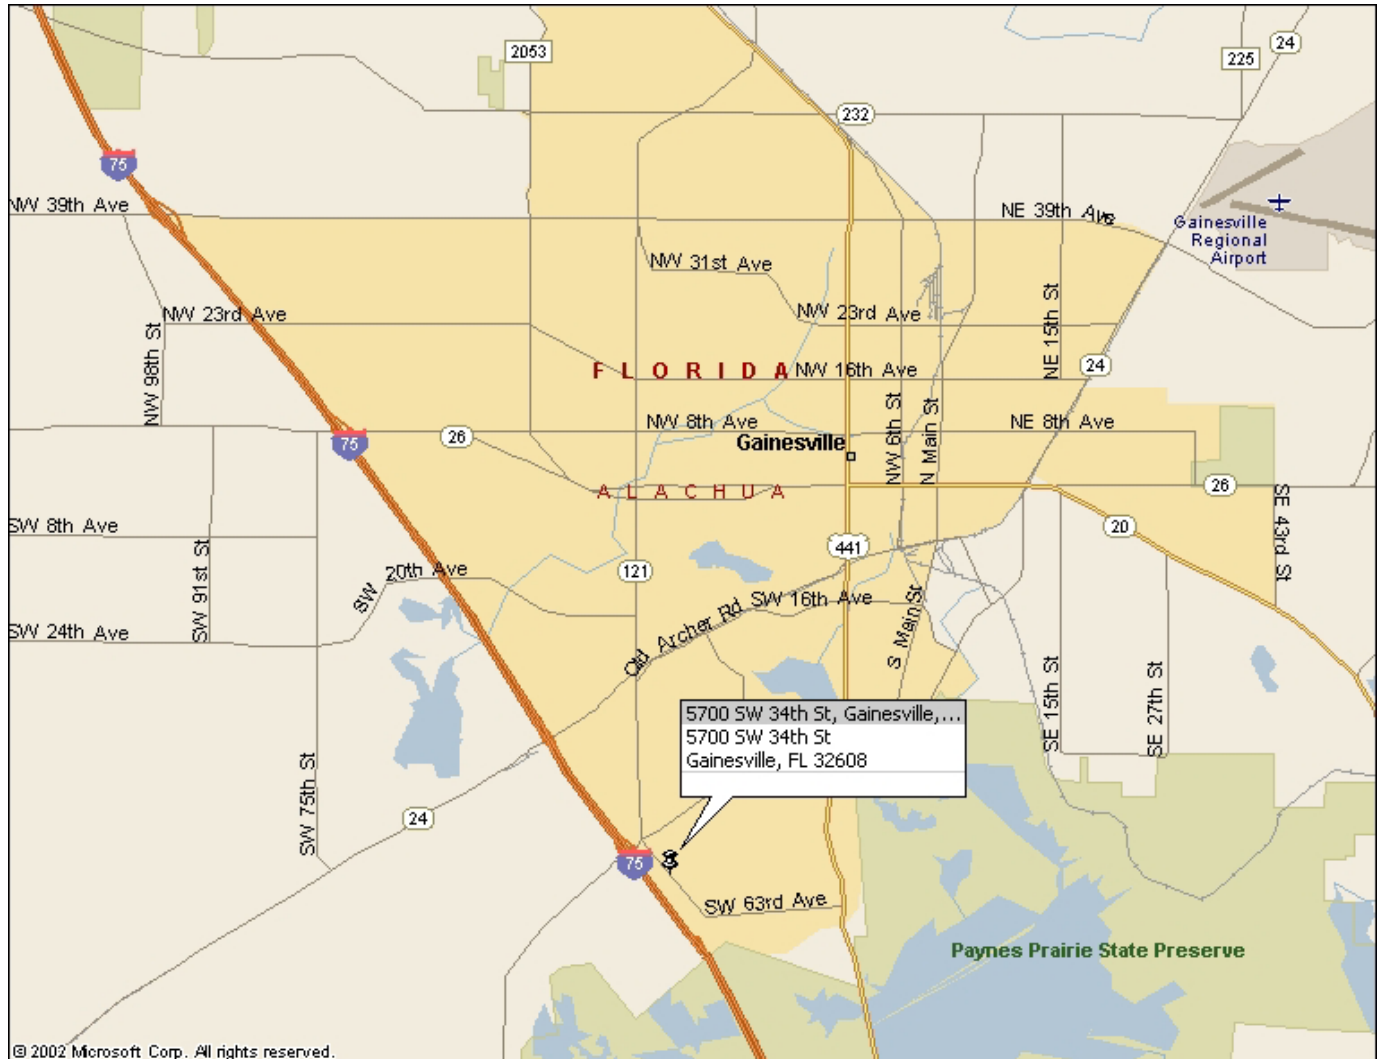 24
2053
225
232
75
NW 39th Ave
NE 39th Ave
Gainesville
Regional
Airport
NW 31st Ave
NE 15th St
NW 23rd Ave
NW 23rd Ave
NW 98th St
24
FLORIDA
NW 16th Ave
NW 6th St
N Main St
NW 8th Ave
NE 8th Ave
26
75
Gainesville
ALACHUA
26
SE 43rd St
SW 8th Ave
20
441
SW 91st St
SW 20th Ave
121
SW 16th Ave
Old Archer Rd
S Main St
SW 24th Ave
SE 15th St
SE 27th St
5700 SW 34th St, Gainesville,...
5700 SW 34th St
Gainesville, FL 32608
SW 75th St
24
75
SW 63rd Ave
Paynes Prairie State Preserve
© 2002 Microsoft Corp. All rights reserved.